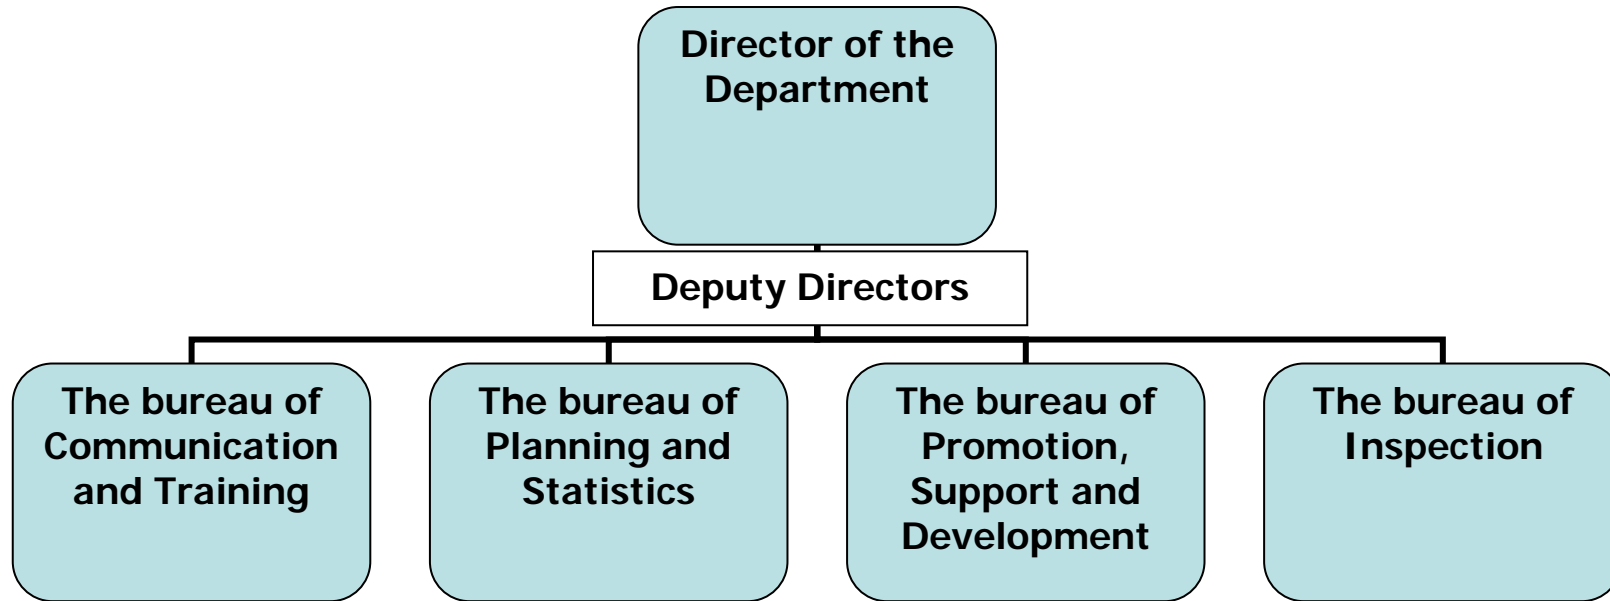 Director of the
Department
Deputy Directors
The bureau of
Communication
and Training
The bureau of
Planning and
Statistics
The bureau of
Promotion,
Support and
Development
The bureau of
Inspection